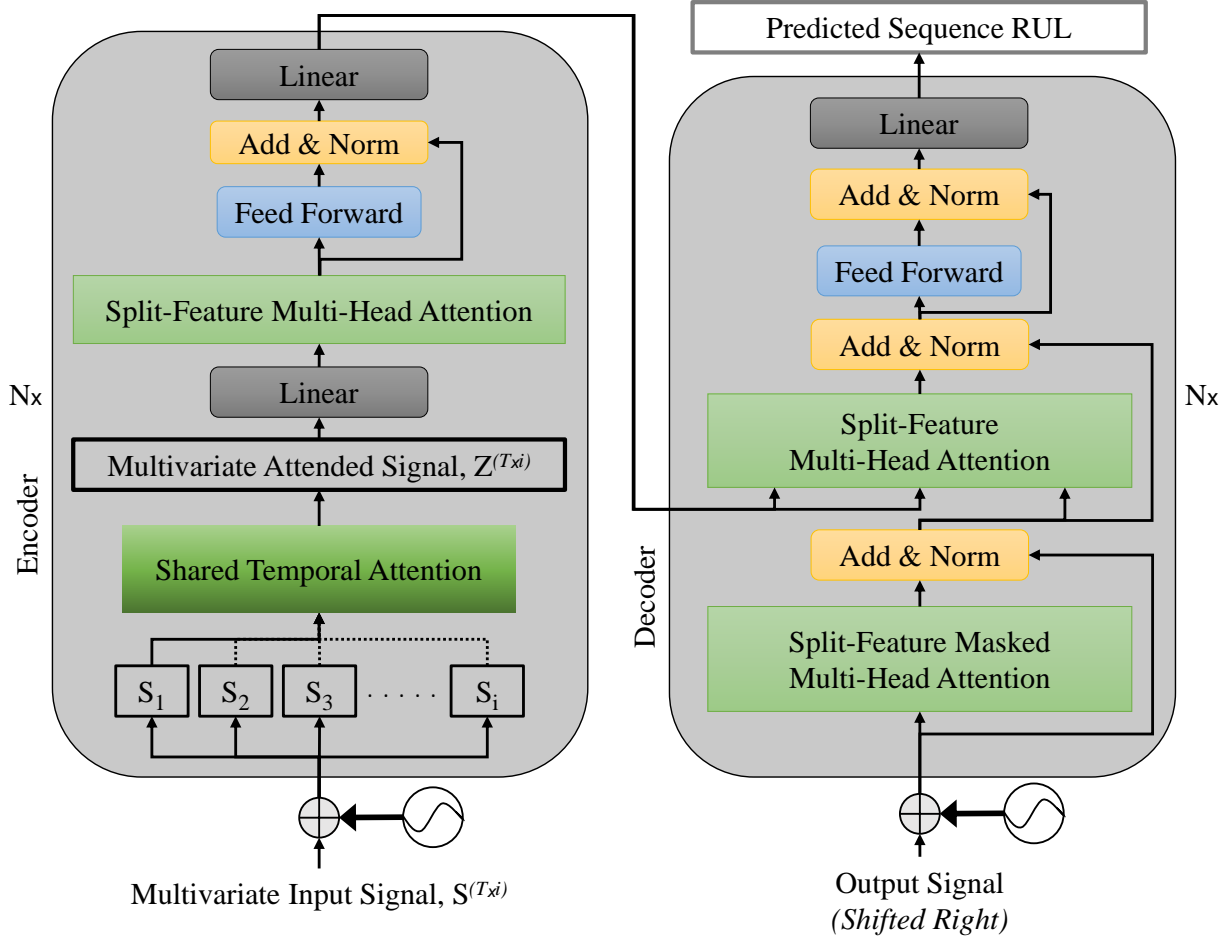 Linear
Add & Norm
Feed Forward
Split-Feature Multi-Head Attention
Linear
Multivariate Attended Signal, Z^(Txi)
Shared Temporal Attention
S₁
S₂
S₃
. . . . .
Sᵢ
Nx
Encoder
Multivariate Input Signal, S^(Txi)
Predicted Sequence RUL
Linear
Add & Norm
Feed Forward
Add & Norm
Split-Feature
Multi-Head Attention
Add & Norm
Split-Feature Masked
Multi-Head Attention
Nx
Decoder
Output Signal
(Shifted Right)